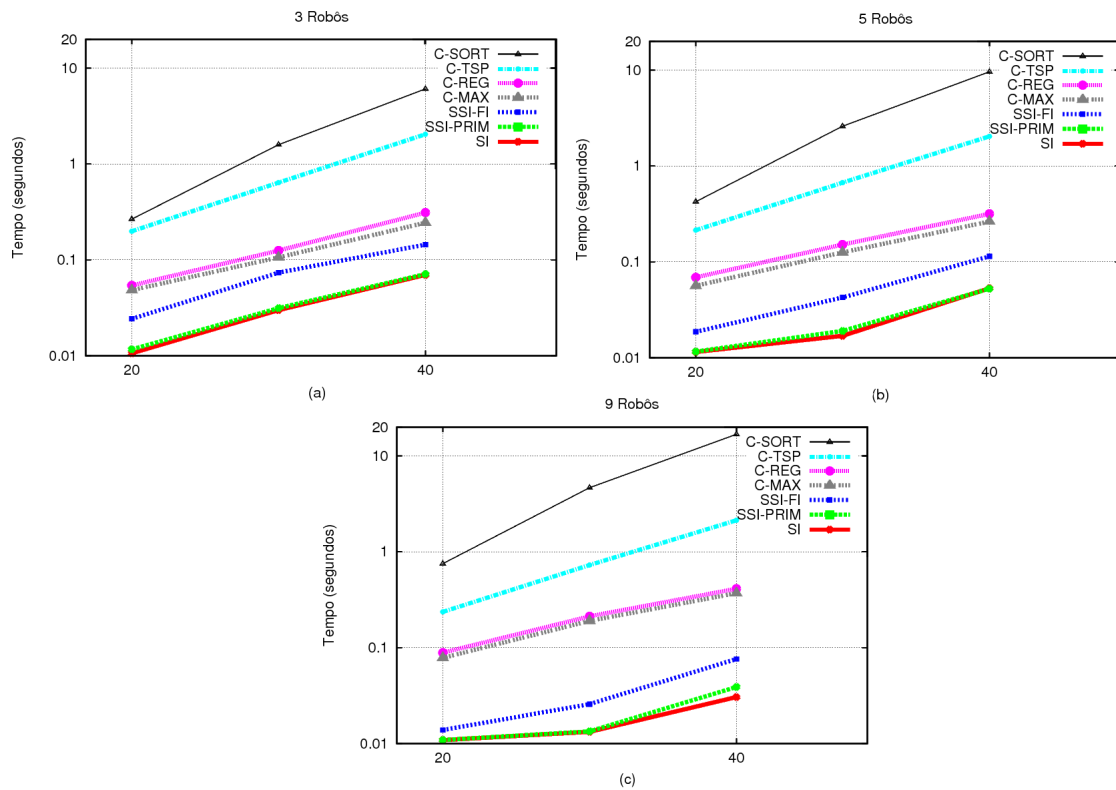 3 Robôs
20
10
1
0.1
0.01
Tempo (segundos)
C-SORT
C-TSP
C-REG
C-MAX
SSI-FI
SSI-PRIM
SI
20
40
(a)
5 Robôs
20
10
1
0.1
0.01
Tempo (segundos)
C-SORT
C-TSP
C-REG
C-MAX
SSI-FI
SSI-PRIM
SI
20
40
(b)
9 Robôs
20
10
1
0.1
0.01
Tempo (segundos)
C-SORT
C-TSP
C-REG
C-MAX
SSI-FI
SSI-PRIM
SI
20
40
(c)